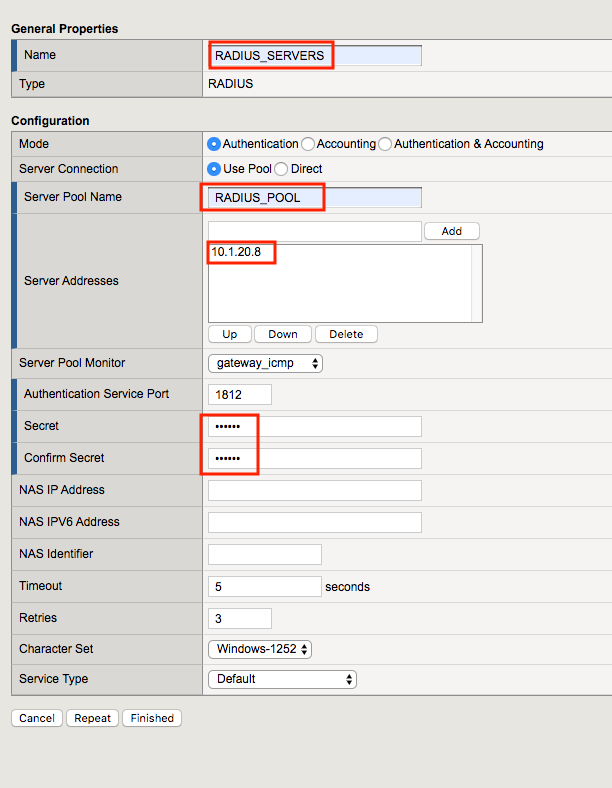 General Properties
Name RADIUS_SERVERS
Type RADIUS
Configuration
Mode Authentication Accounting Authentication & Accounting
Server Connection Use Pool Direct
Server Pool Name RADIUS_POOL
Add
Server Addresses 10.1.20.8
Up Down Delete
Server Pool Monitor gateway_icmp
Authentication Service Port 1812
Secret ••••••
Confirm Secret ••••••
NAS IP Address
NAS IPV6 Address
NAS Identifier
Timeout 5 seconds
Retries 3
Character Set Windows-1252
Service Type Default
Cancel Repeat Finished